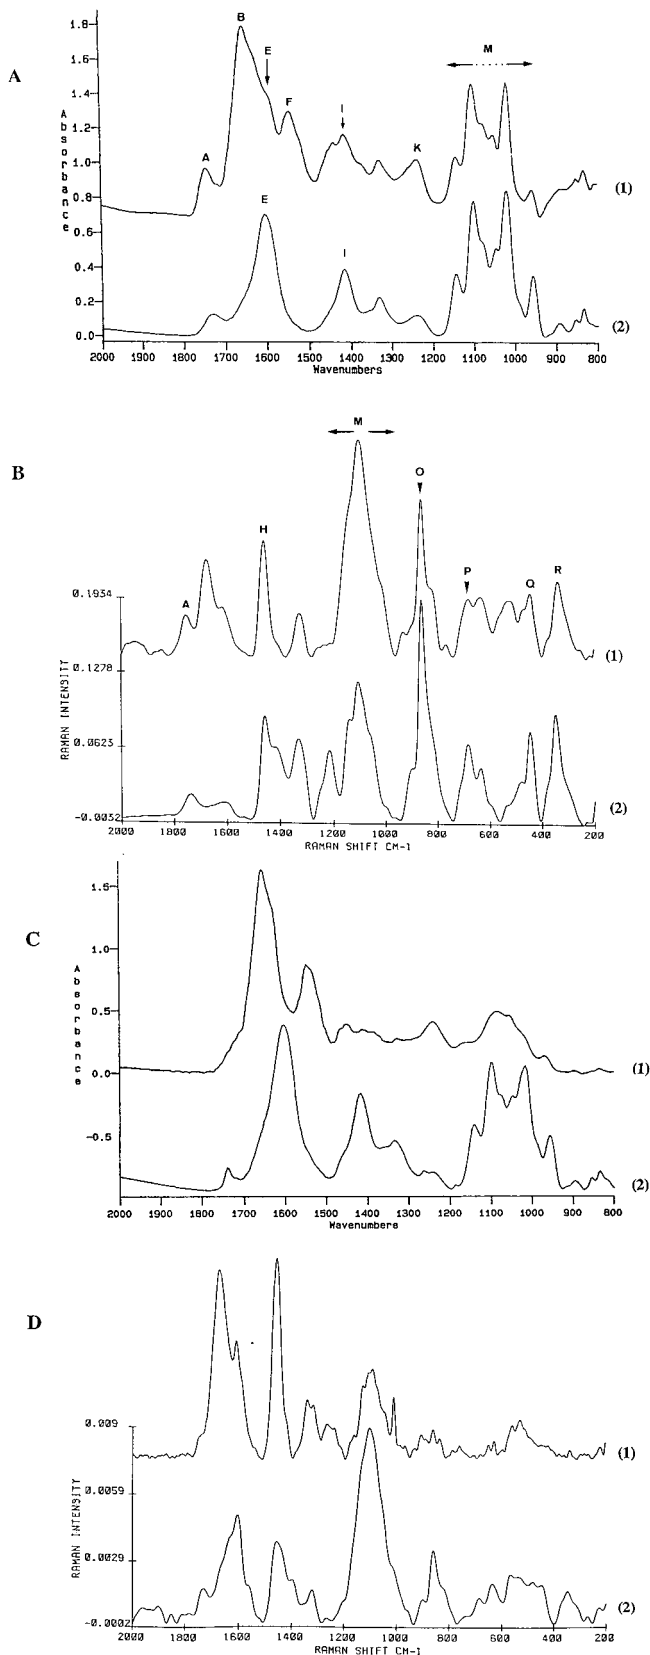 A
Absorbance
1.8
1.6
1.4
1.2
1.0
0.8
0.6
0.4
0.2
0.0
B
E
A
F
I
K
M
(1)
E
I
(2)
2000 1900 1800 1700 1600 1500 1400 1300 1200 1100 1000 900 800
Wavenumbers
B
M
O
H
A
P
Q
R
(1)
RAMAN INTENSITY
0.1934
0.1278
0.0623
-0.0032
(2)
2000 1800 1600 1400 1200 1000 800 600 400 200
RAMAN SHIFT CM-1
C
Absorbance
1.5
1.0
0.5
0.0
-0.5
(1)
(2)
2000 1900 1800 1700 1600 1500 1400 1300 1200 1100 1000 900 800
Wavenumbers
D
(1)
RAMAN INTENSITY
0.009
0.0059
0.0029
-0.0002
(2)
2000 1800 1600 1400 1200 1000 800 600 400 200
RAMAN SHIFT CM-1